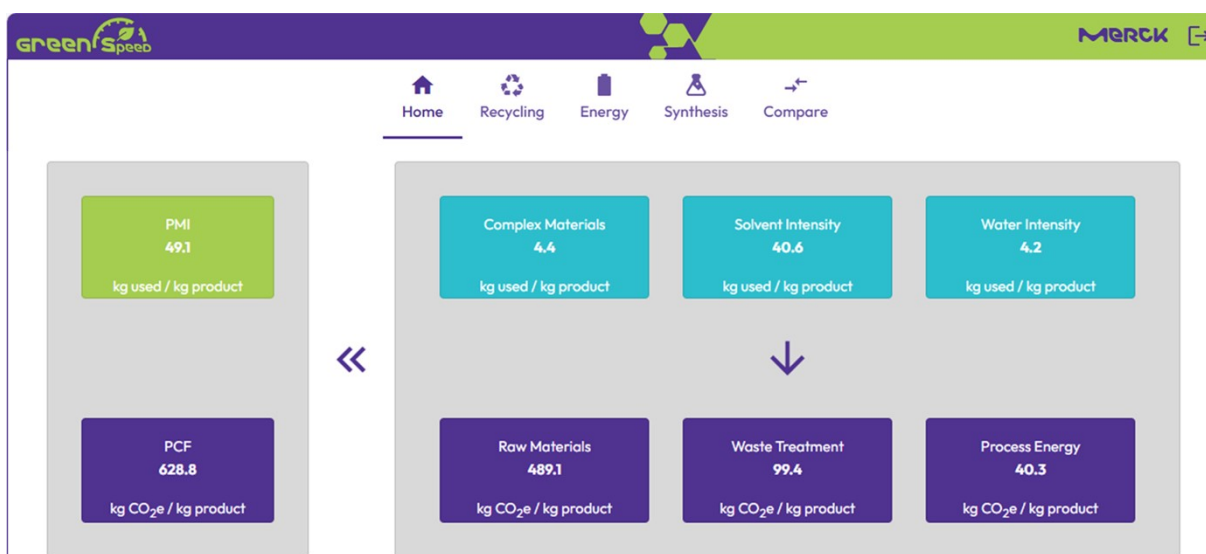 Green Speed
MERCK
Home
Recycling
Energy
Synthesis
Compare
PMI
49.1
kg used / kg product
Complex Materials
4.4
kg used / kg product
Solvent Intensity
40.6
kg used / kg product
Water Intensity
4.2
kg used / kg product
PCF
628.8
kg CO₂e / kg product
Raw Materials
489.1
kg CO₂e / kg product
Waste Treatment
99.4
kg CO₂e / kg product
Process Energy
40.3
kg CO₂e / kg product